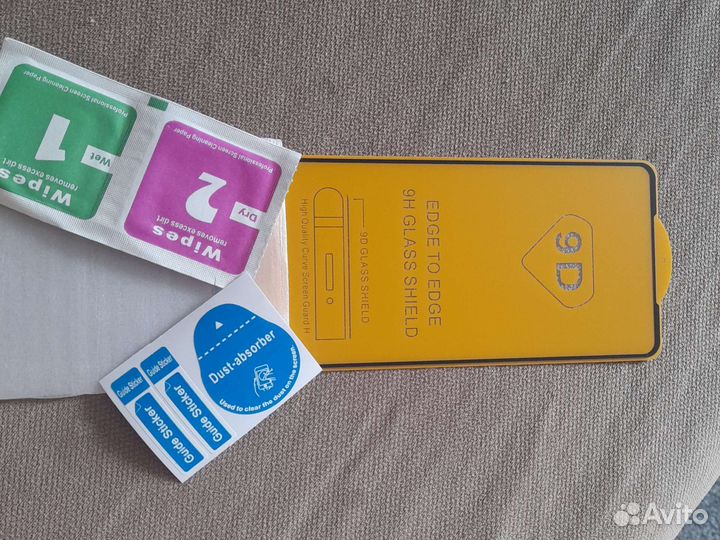 1
Wet
Wipes
removes excess dirt
Professional Screen Cleaning Paper
2
Dry
Wipes
removes excess dirt
Professional Screen Cleaning Paper
9D
EDGE TO EDGE
9H GLASS SHIELD
9D GLASS SHIELD
High Quality Curve Screen Guard H
Dust-absorber
Used to clear the dust on the screen.
Guide Sticker
Guide Sticker
Guide Sticker
Guide Sticker
Avito